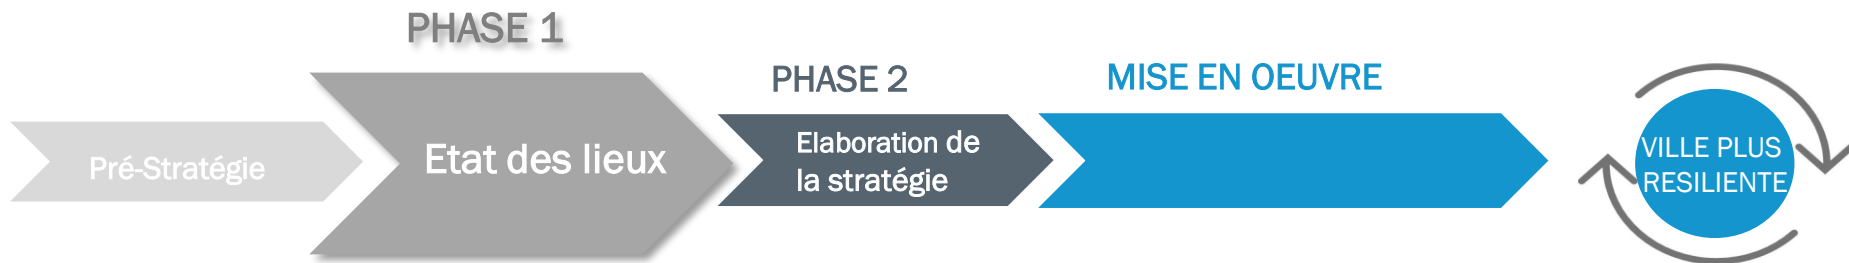 PHASE 1
PHASE 2
MISE EN OEUVRE
Pré-Stratégie
Etat des lieux
Elaboration de
la stratégie
VILLE PLUS
RESILIENTE